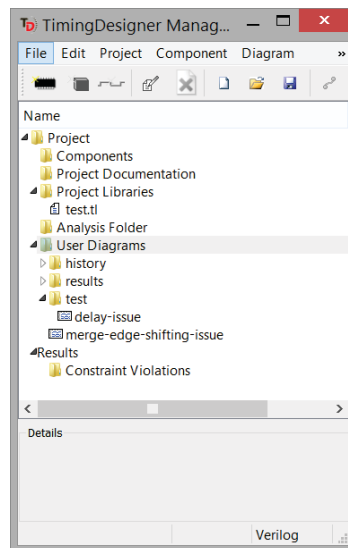 TD TimingDesigner Manag...
File Edit Project Component Diagram »
Name
Project
Components
Project Documentation
Project Libraries
test.tl
Analysis Folder
User Diagrams
history
results
test
delay-issue
merge-edge-shifting-issue
Results
Constraint Violations
Details
Verilog